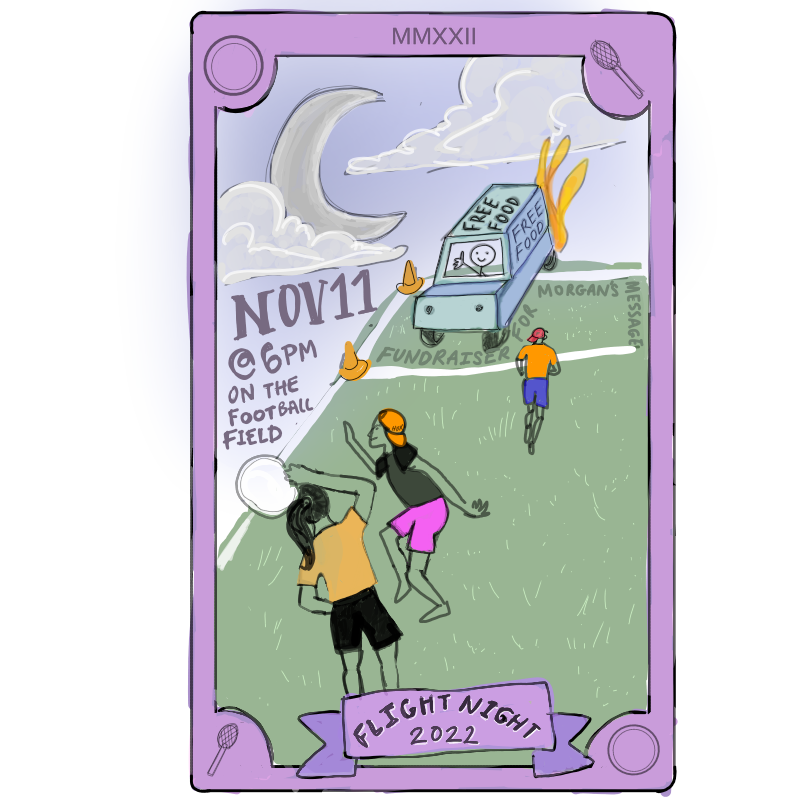 MMXXII
FREE
FOOD
FREE
FOOD
NOV 11
@ 6PM
ON THE
FOOTBALL
FIELD
FUNDRAISER FOR MORGAN'S MESSAGE
FLIGHT NIGHT
2022